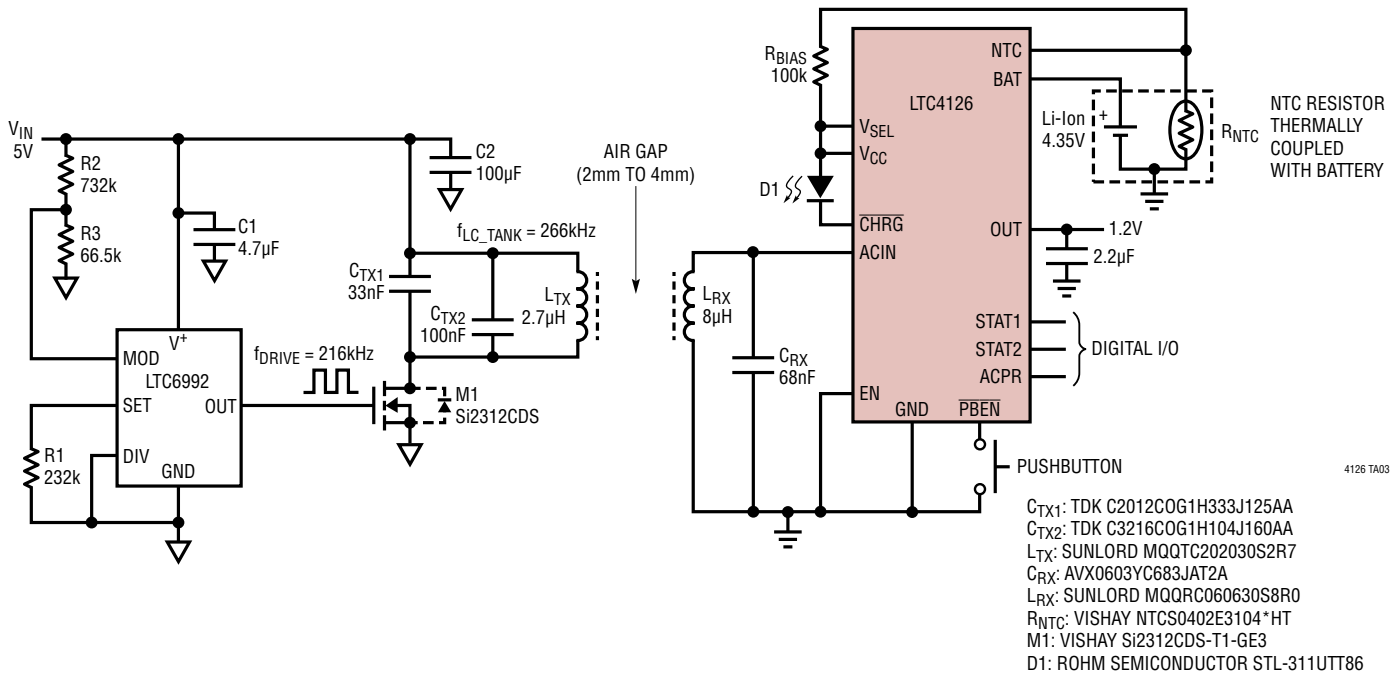 VIN
5V
R2
732k
R3
66.5k
C1
4.7µF
C2
100µF
MOD
V+
LTC6992
SET
OUT
DIV
GND
R1
232k
fDRIVE = 216kHz
M1
Si2312CDS
CTX1
33nF
CTX2
100nF
fLC_TANK = 266kHz
LTX
2.7µH
AIR GAP
(2mm TO 4mm)
LRX
8µH
CRX
68nF
RBIAS
100k
D1
LTC4126
VSEL
VCC
CHRG
ACIN
EN
GND
PBEN
NTC
BAT
OUT
STAT1
STAT2
ACPR
Li-Ion
4.35V
+
RNTC
NTC RESISTOR
THERMALLY
COUPLED
WITH BATTERY
1.2V
2.2µF
DIGITAL I/O
PUSHBUTTON
4126 TA03
CTX1: TDK C2012COG1H333J125AA
CTX2: TDK C3216COG1H104J160AA
LTX: SUNLORD MQQTC202030S2R7
CRX: AVX0603YC683JAT2A
LRX: SUNLORD MQQRC060630S8R0
RNTC: VISHAY NTCS0402E3104*HT
M1: VISHAY Si2312CDS-T1-GE3
D1: ROHM SEMICONDUCTOR STL-311UTT86